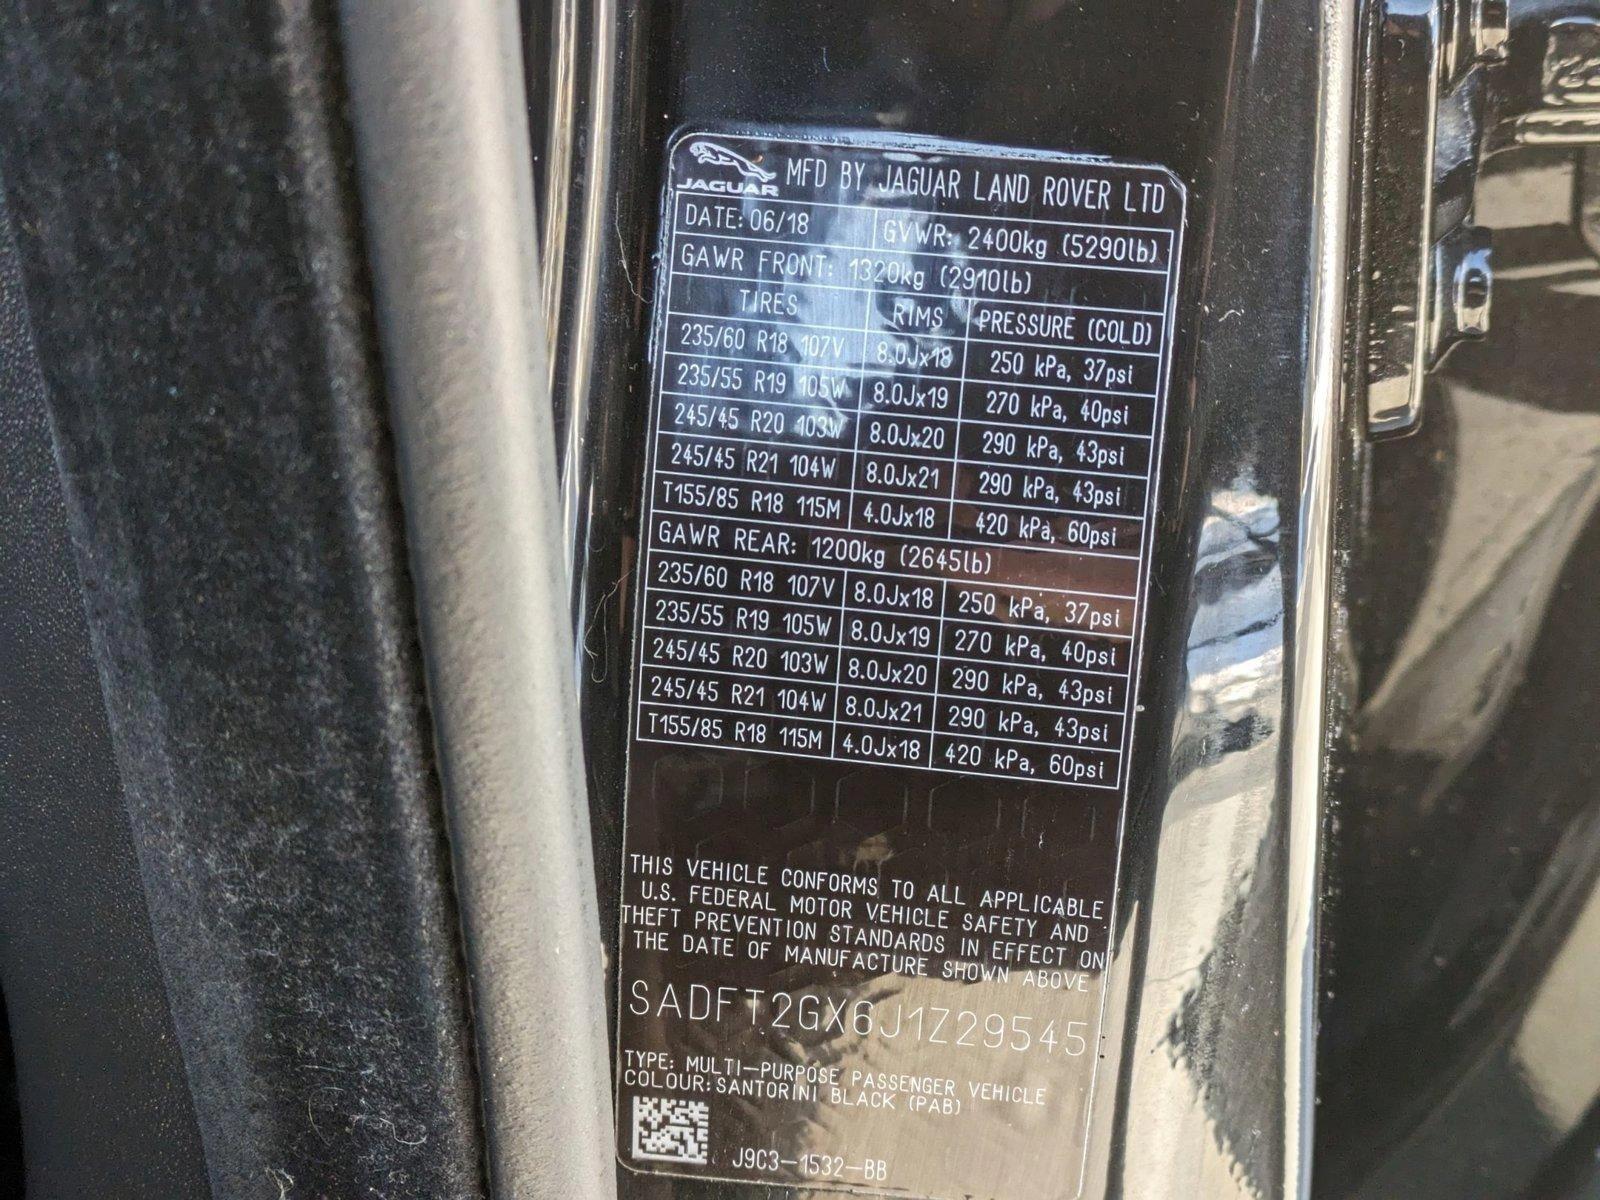 JAGUAR MFD BY JAGUAR LAND ROVER LTD
DATE: 06/18 GVWR: 2400kg (5290lb)
GAWR FRONT: 1320kg (2910lb)
TIRES RIMS PRESSURE (COLD)
235/60 R18 107V 8.0Jx18 250 kPa, 37psi
235/55 R19 105W 8.0Jx19 270 kPa, 40psi
245/45 R20 103W 8.0Jx20 290 kPa, 43psi
245/45 R21 104W 8.0Jx21 290 kPa, 43psi
T155/85 R18 115M 4.0Jx18 420 kPa, 60psi
GAWR REAR: 1200kg (2645lb)
235/60 R18 107V 8.0Jx18 250 kPa, 37psi
235/55 R19 105W 8.0Jx19 270 kPa, 40psi
245/45 R20 103W 8.0Jx20 290 kPa, 43psi
245/45 R21 104W 8.0Jx21 290 kPa, 43psi
T155/85 R18 115M 4.0Jx18 420 kPa, 60psi
THIS VEHICLE CONFORMS TO ALL APPLICABLE
U.S. FEDERAL MOTOR VEHICLE SAFETY AND
THEFT PREVENTION STANDARDS IN EFFECT ON
THE DATE OF MANUFACTURE SHOWN ABOVE
SADFT2GX6J1Z29545
TYPE: MULTI-PURPOSE PASSENGER VEHICLE
COLOUR: SANTORINI BLACK (PAB)
J9C3-1532-BB